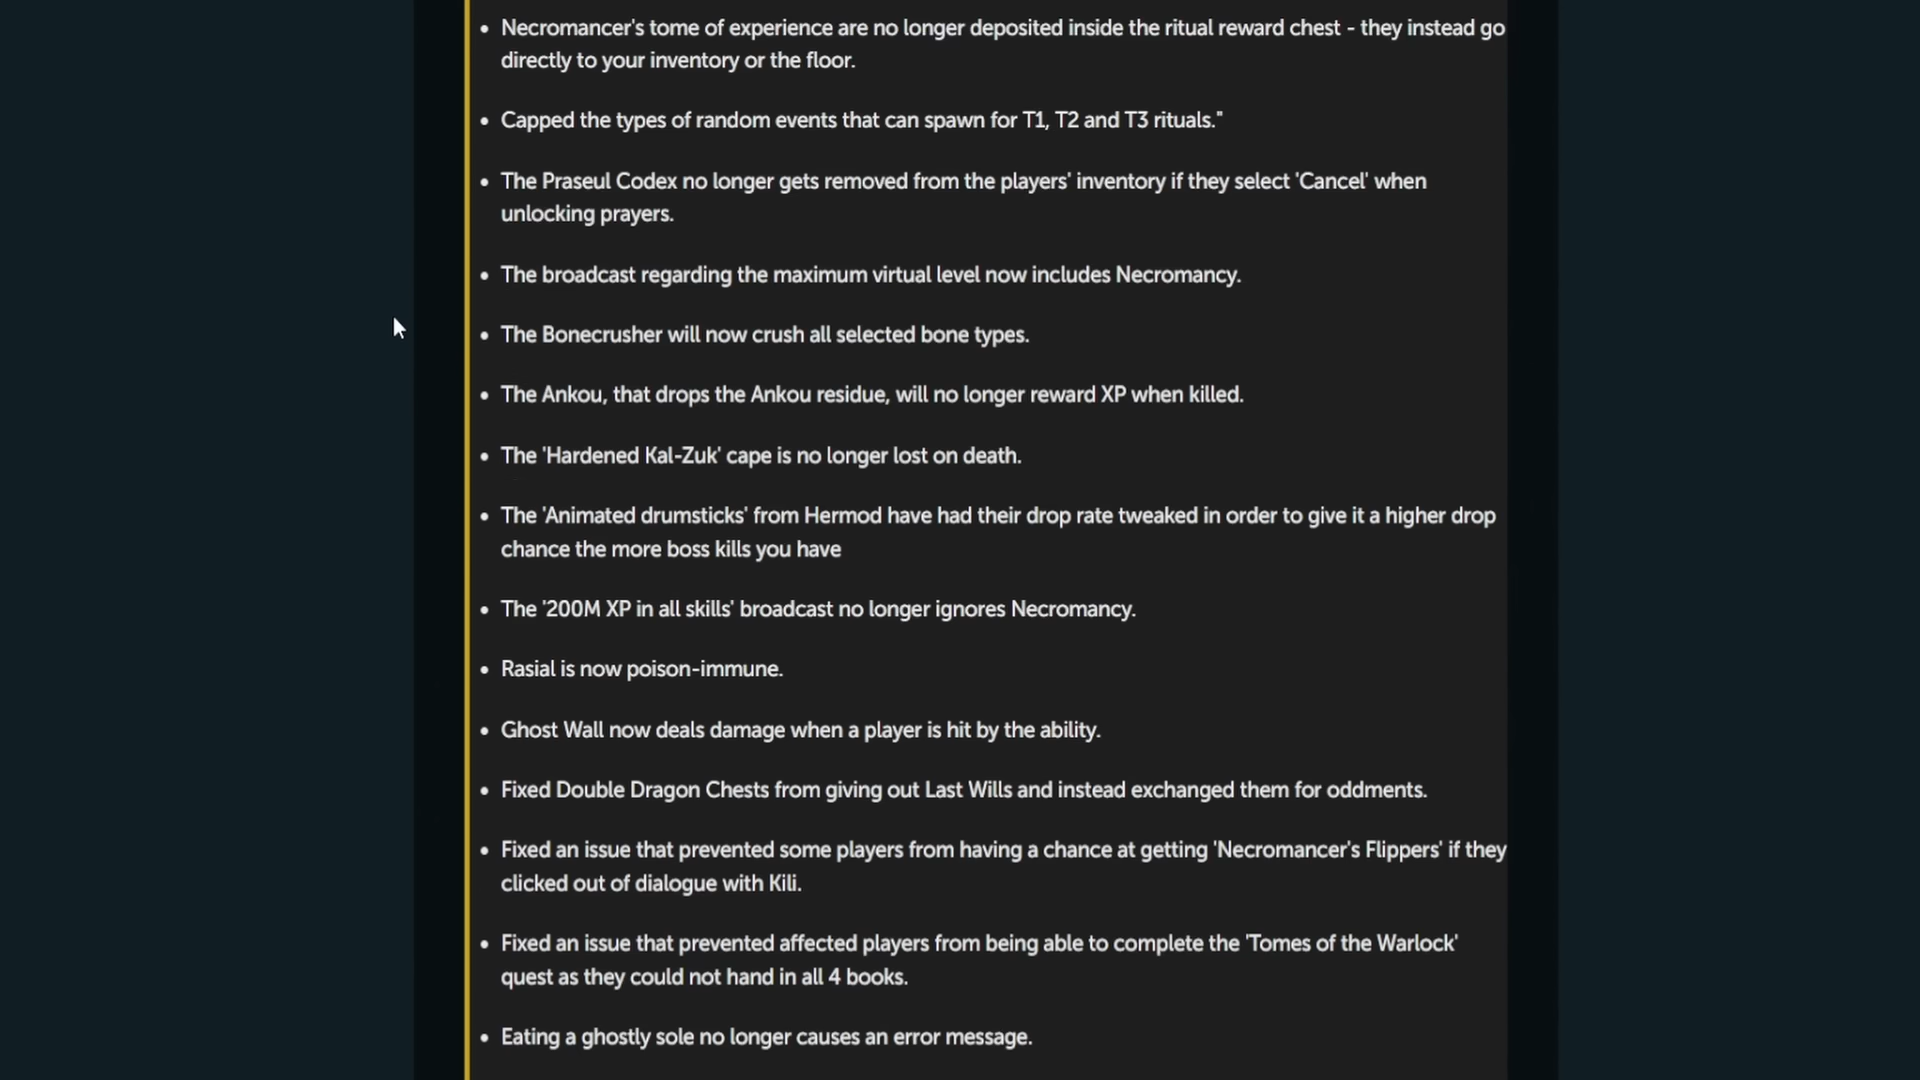 • Necromancer's tome of experience are no longer deposited inside the ritual reward chest - they instead go
directly to your inventory or the floor.
• Capped the types of random events that can spawn for T1, T2 and T3 rituals."
• The Praseul Codex no longer gets removed from the players' inventory if they select 'Cancel' when
unlocking prayers.
• The broadcast regarding the maximum virtual level now includes Necromancy.
• The Bonecrusher will now crush all selected bone types.
• The Ankou, that drops the Ankou residue, will no longer reward XP when killed.
• The 'Hardened Kal-Zuk' cape is no longer lost on death.
• The 'Animated drumsticks' from Hermod have had their drop rate tweaked in order to give it a higher drop
chance the more boss kills you have
• The '200M XP in all skills' broadcast no longer ignores Necromancy.
• Rasial is now poison-immune.
• Ghost Wall now deals damage when a player is hit by the ability.
• Fixed Double Dragon Chests from giving out Last Wills and instead exchanged them for oddments.
• Fixed an issue that prevented some players from having a chance at getting 'Necromancer's Flippers' if they
clicked out of dialogue with Kili.
• Fixed an issue that prevented affected players from being able to complete the 'Tomes of the Warlock'
quest as they could not hand in all 4 books.
• Eating a ghostly sole no longer causes an error message.